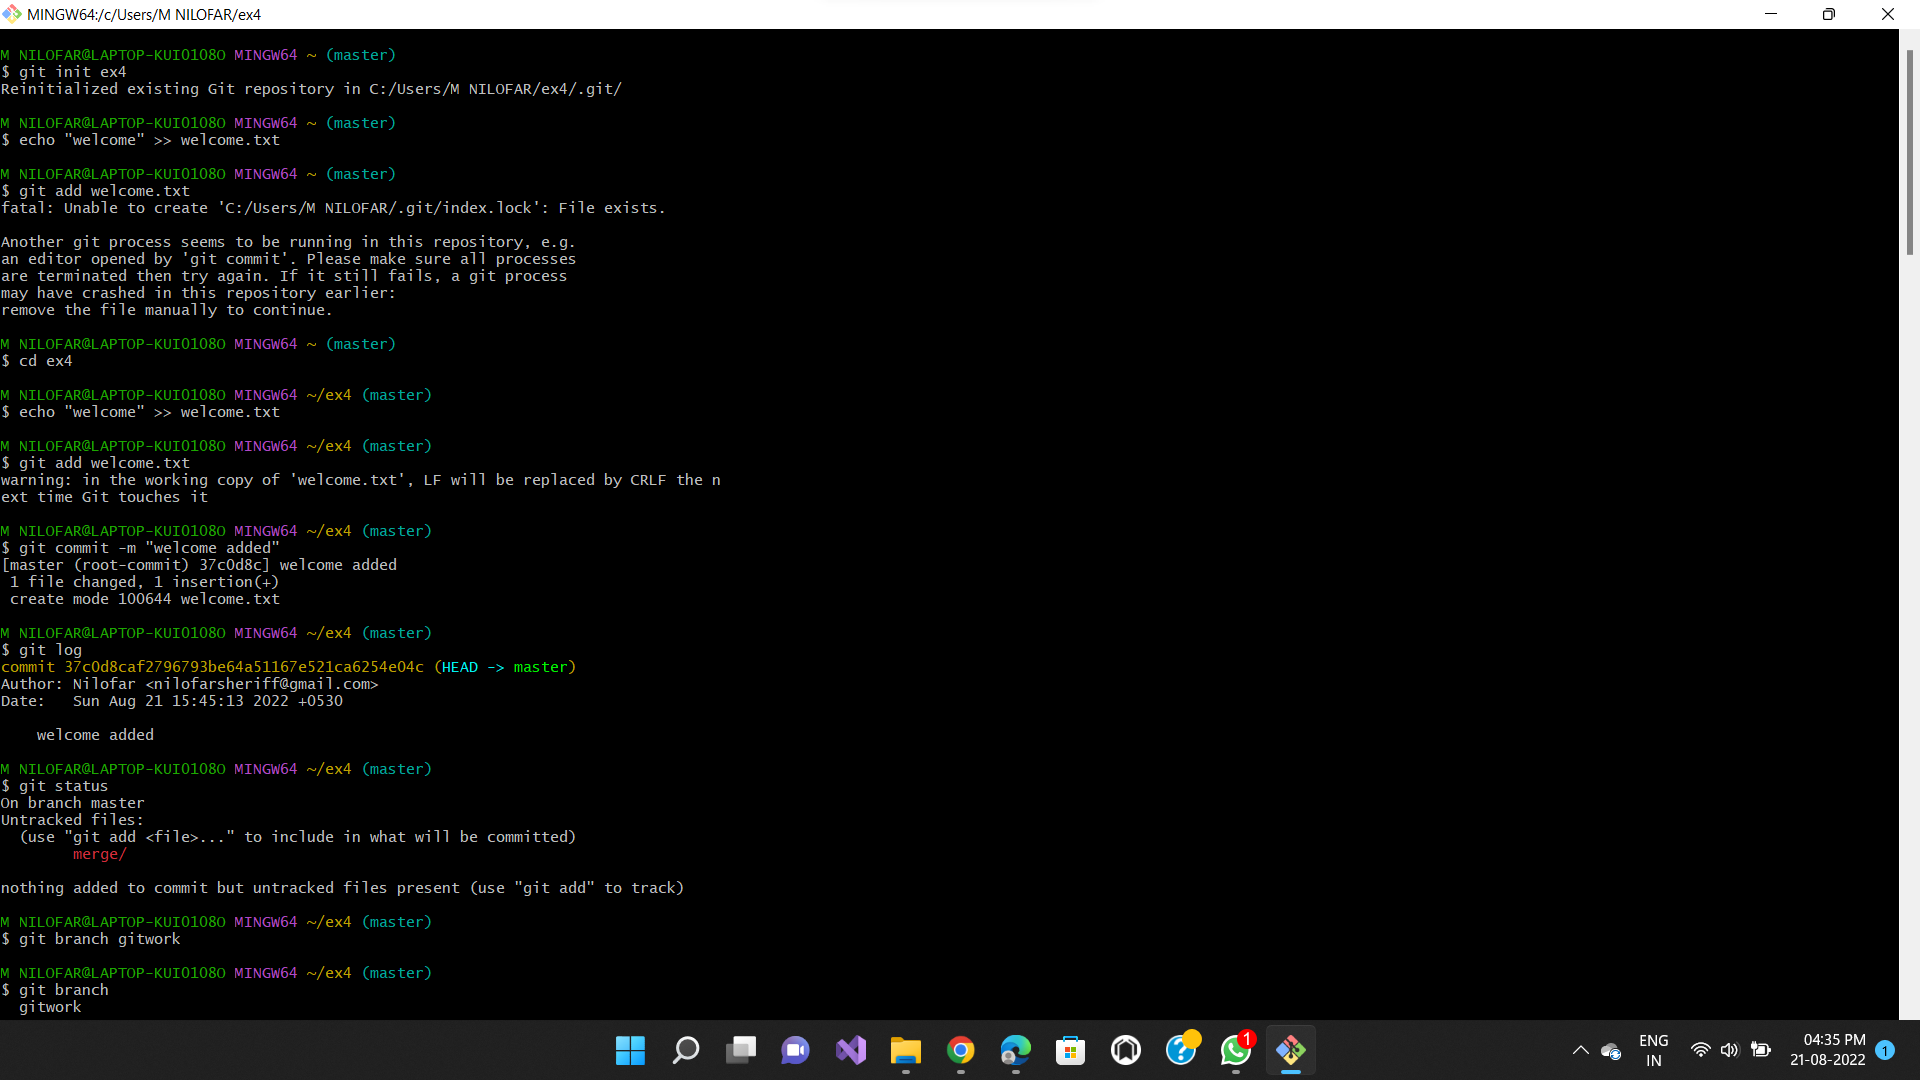 MINGW64:/c/Users/M NILOFAR/ex4
M NILOFAR@LAPTOP-KUI0108O MINGW64 ~ (master)
$ git init ex4
Reinitialized existing Git repository in C:/Users/M NILOFAR/ex4/.git/
M NILOFAR@LAPTOP-KUI0108O MINGW64 ~ (master)
$ echo "welcome" >> welcome.txt
M NILOFAR@LAPTOP-KUI0108O MINGW64 ~ (master)
$ git add welcome.txt
fatal: Unable to create 'C:/Users/M NILOFAR/.git/index.lock': File exists.
Another git process seems to be running in this repository, e.g.
an editor opened by 'git commit'. Please make sure all processes
are terminated then try again. If it still fails, a git process
may have crashed in this repository earlier:
remove the file manually to continue.
M NILOFAR@LAPTOP-KUI0108O MINGW64 ~ (master)
$ cd ex4
M NILOFAR@LAPTOP-KUI0108O MINGW64 ~/ex4 (master)
$ echo "welcome" >> welcome.txt
M NILOFAR@LAPTOP-KUI0108O MINGW64 ~/ex4 (master)
$ git add welcome.txt
warning: in the working copy of 'welcome.txt', LF will be replaced by CRLF the n
ext time Git touches it
M NILOFAR@LAPTOP-KUI0108O MINGW64 ~/ex4 (master)
$ git commit -m "welcome added"
[master (root-commit) 37c0d8c] welcome added
1 file changed, 1 insertion(+)
create mode 100644 welcome.txt
M NILOFAR@LAPTOP-KUI0108O MINGW64 ~/ex4 (master)
$ git log
commit 37c0d8caf2796793be64a51167e521ca6254e04c (HEAD -> master)
Author: Nilofar <nilofarsheriff@gmail.com>
Date:   Sun Aug 21 15:45:13 2022 +0530
welcome added
M NILOFAR@LAPTOP-KUI0108O MINGW64 ~/ex4 (master)
$ git status
On branch master
Untracked files:
(use "git add <file>..." to include in what will be committed)
merge/
nothing added to commit but untracked files present (use "git add" to track)
M NILOFAR@LAPTOP-KUI0108O MINGW64 ~/ex4 (master)
$ git branch gitwork
M NILOFAR@LAPTOP-KUI0108O MINGW64 ~/ex4 (master)
$ git branch
gitwork
1
ENG
IN
04:35 PM
21-08-2022
1